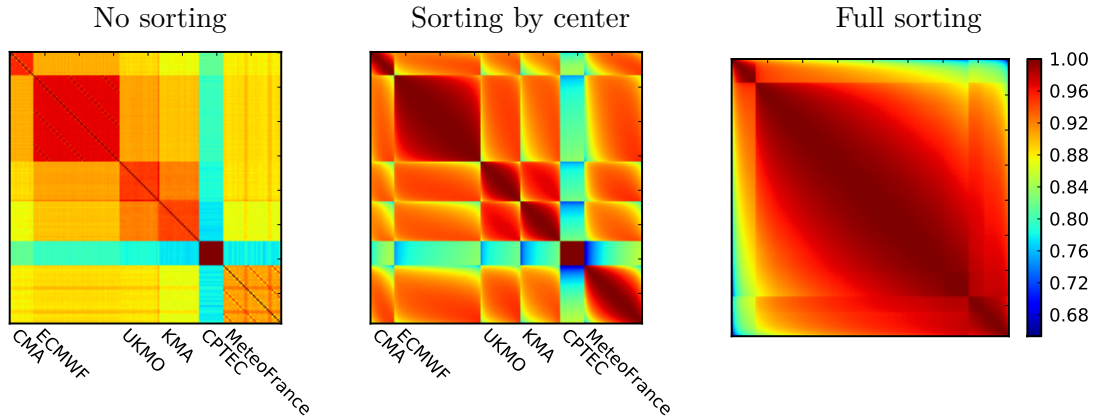 No sorting
Sorting by center
Full sorting
1.00
0.96
0.92
0.88
0.84
0.80
0.76
0.72
0.68
CMA
ECMWF
UKMO
KMA
CPTEC
MeteoFrance
CMA
ECMWF
UKMO
KMA
CPTEC
MeteoFrance